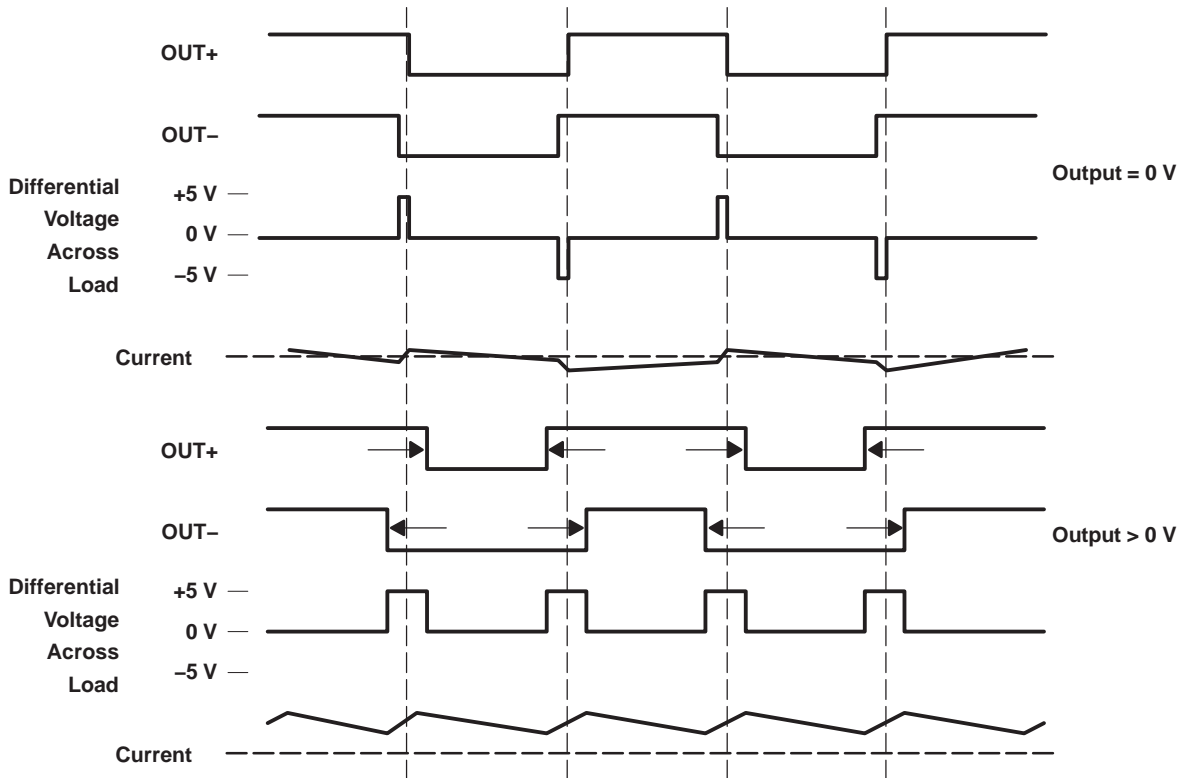 OUT+
OUT–
Output = 0 V
Differential
Voltage
Across
Load
+5 V
0 V
–5 V
Current
OUT+
OUT–
Output > 0 V
Differential
Voltage
Across
Load
+5 V
0 V
–5 V
Current